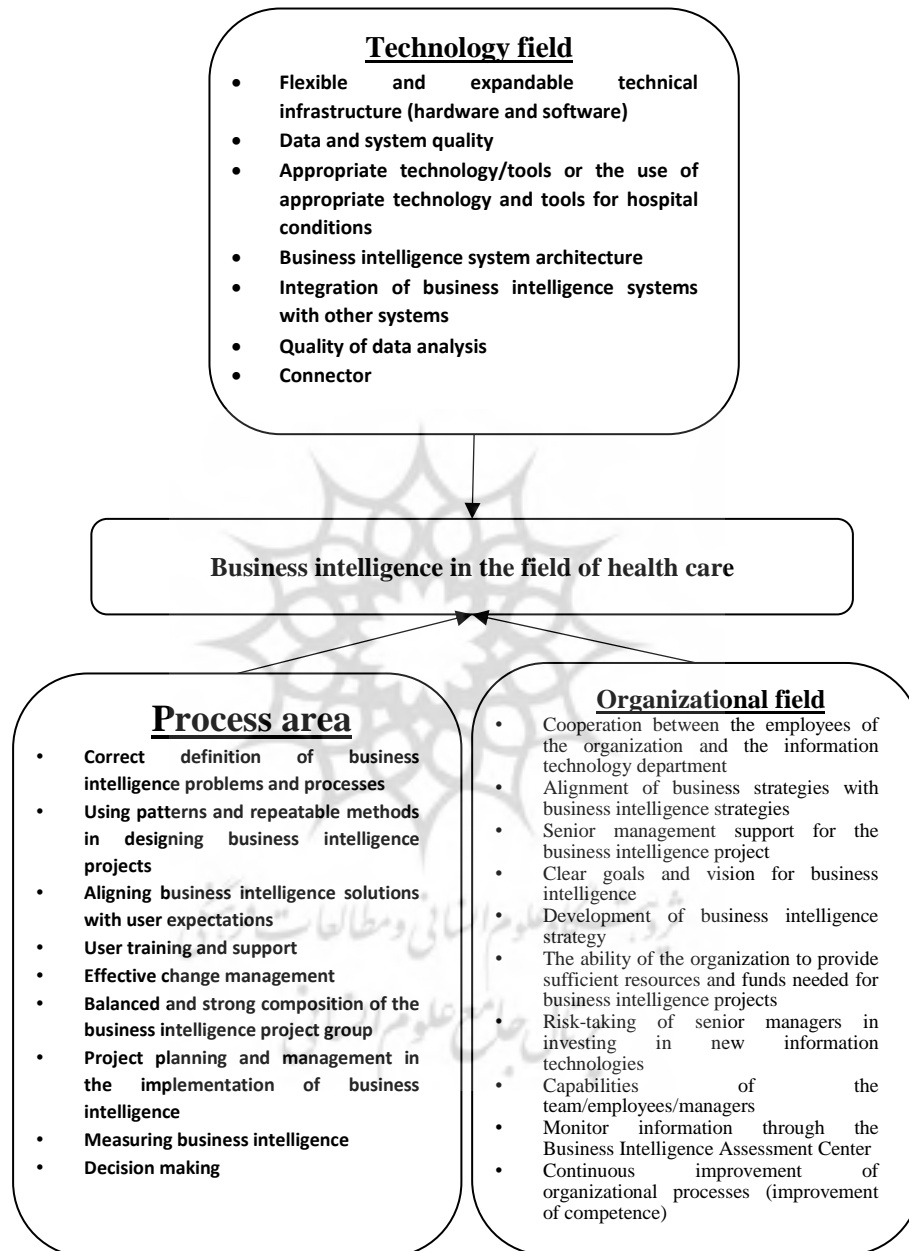 Technology field
• Flexible and expandable technical
infrastructure (hardware and software)
• Data and system quality
• Appropriate technology/tools or the use of
appropriate technology and tools for hospital
conditions
• Business intelligence system architecture
• Integration of business intelligence systems
with other systems
• Quality of data analysis
• Connector
Business intelligence in the field of health care
Process area
• Correct definition of business
intelligence problems and processes
• Using patterns and repeatable methods
in designing business intelligence
projects
• Aligning business intelligence solutions
with user expectations
• User training and support
• Effective change management
• Balanced and strong composition of the
business intelligence project group
• Project planning and management in
the implementation of business
intelligence
• Measuring business intelligence
• Decision making
Organizational field
• Cooperation between the employees of
the organization and the information
technology department
• Alignment of business strategies with
business intelligence strategies
• Senior management support for the
business intelligence project
• Clear goals and vision for business
intelligence
• Development of business intelligence
strategy
• The ability of the organization to provide
sufficient resources and funds needed for
business intelligence projects
• Risk-taking of senior managers in
investing in new information
technologies
• Capabilities of the
team/employees/managers
• Monitor information through the
Business Intelligence Assessment Center
• Continuous improvement of
organizational processes (improvement
of competence)
پژوهشگاه علوم انسانی و مطالعات فرهنگی
پرتال جامع علوم انسانی